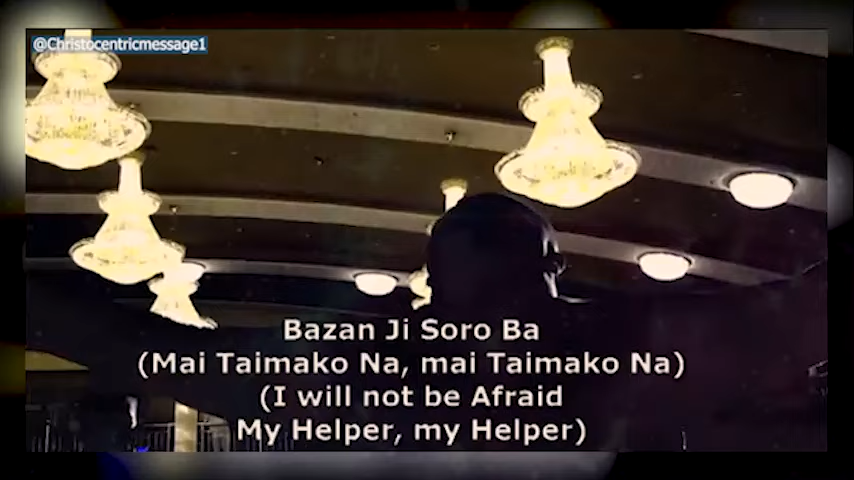 @Christocentricmessage1
Bazan Ji Soro Ba
(Mai Taimako Na, mai Taimako Na)
(I will not be Afraid
My Helper, my Helper)